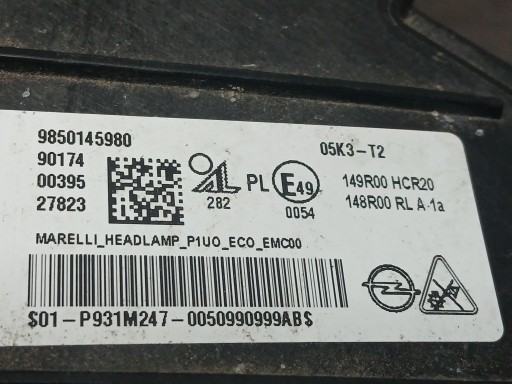 9850145980
90174
00395
27823
AL
282
PL
E49
0054
05K3-T2
149R00 HCR20
148R00 RL A-1a
MARELLI_HEADLAMP_P1UO_ECO_EMC00
$01-P931M247-0050990999AB$